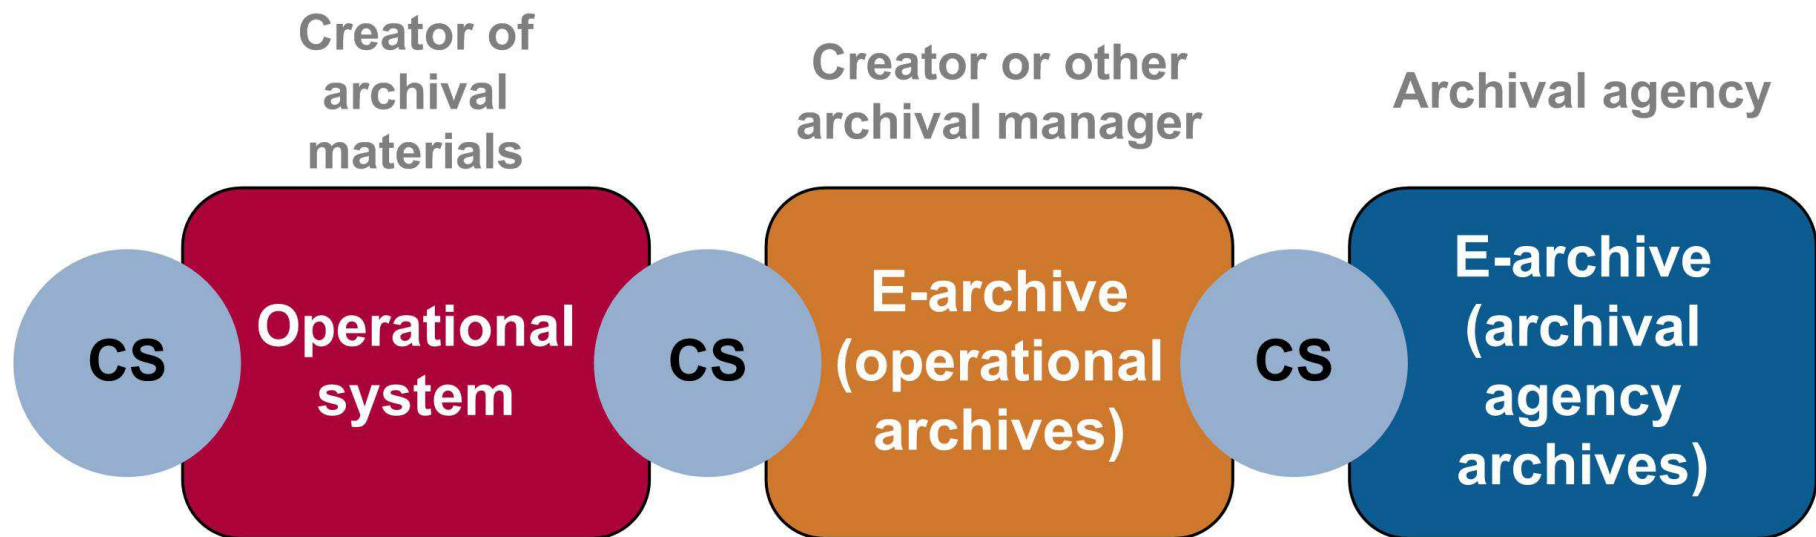 Creator of
archival
materials
Creator or other
archival manager
Archival agency
CS
Operational
system
CS
E-archive
(operational
archives)
CS
E-archive
(archival
agency
archives)